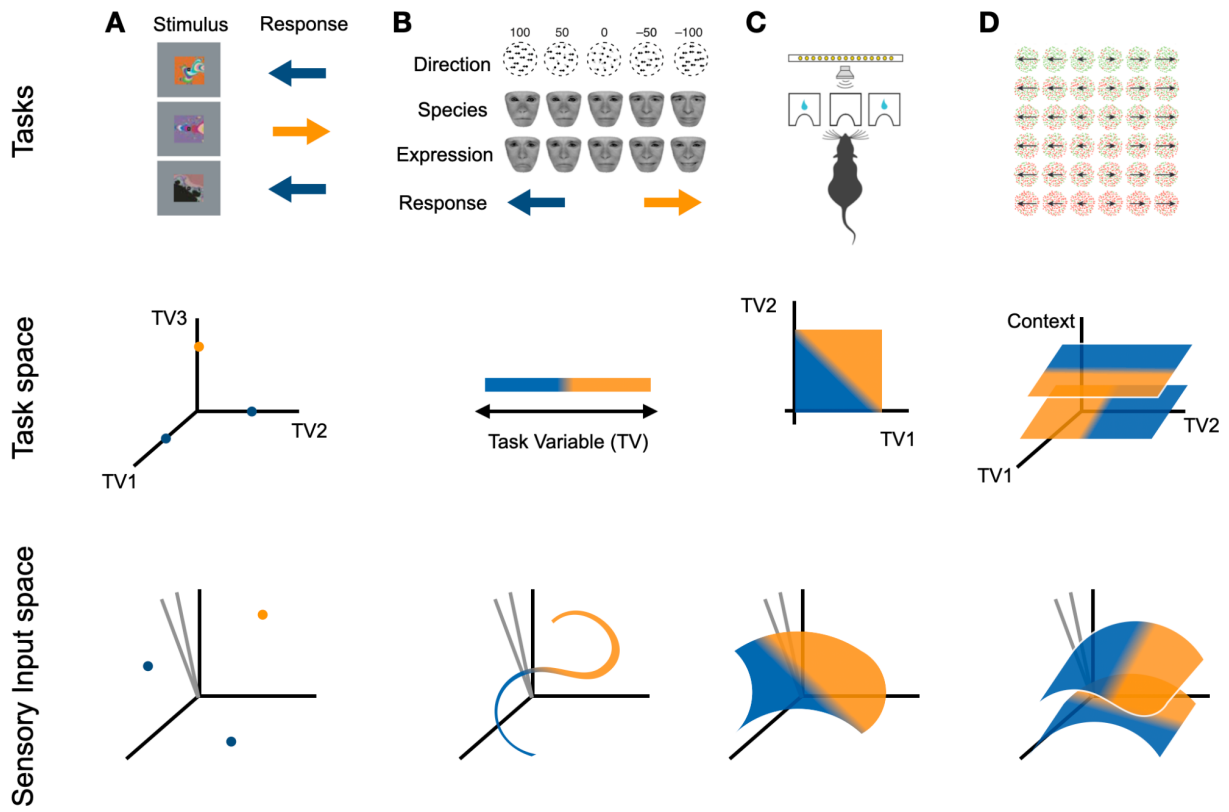 A
Stimulus
Response
B
100 50 0 –50 –100
Direction
Species
Expression
Response
C
D
Tasks
Task space
TV3
TV2
TV1
Task Variable (TV)
TV2
TV1
Context
TV2
TV1
Sensory Input space